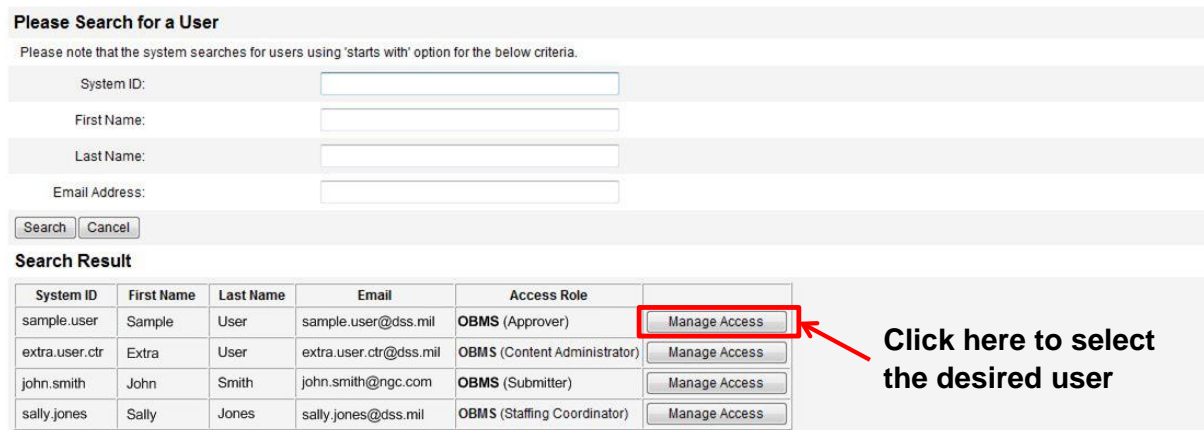 Please Search for a User
Please note that the system searches for users using 'starts with' option for the below criteria.
System ID:
First Name:
Last Name:
Email Address:
Search Cancel
Search Result
System ID First Name Last Name Email Access Role
sample.user Sample User sample.user@dss.mil OBMS (Approver) Manage Access
extra.user.ctr Extra User extra.user.ctr@dss.mil OBMS (Content Administrator) Manage Access
john.smith John Smith john.smith@ngc.com OBMS (Submitter) Manage Access
sally.jones Sally Jones sally.jones@dss.mil OBMS (Staffing Coordinator) Manage Access
Click here to select
the desired user